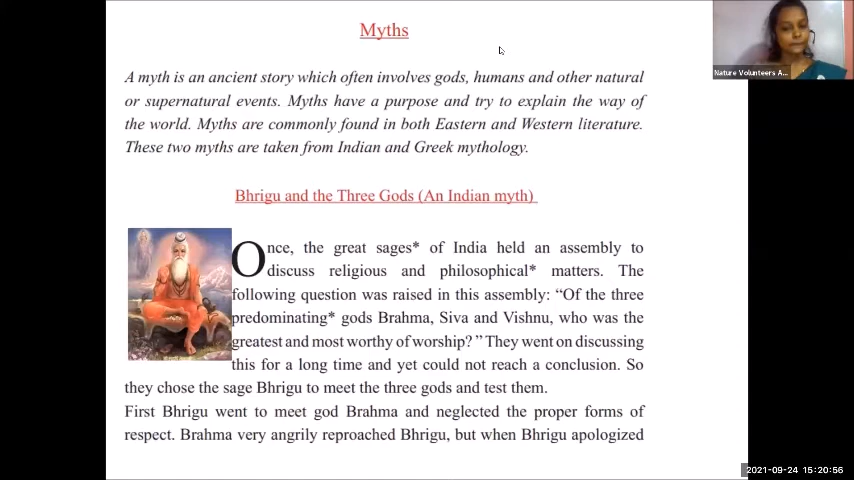 Myths
A myth is an ancient story which often involves gods, humans and other natural
or supernatural events. Myths have a purpose and try to explain the way of
the world. Myths are commonly found in both Eastern and Western literature.
These two myths are taken from Indian and Greek mythology.
Bhrigu and the Three Gods (An Indian myth)
Once, the great sages* of India held an assembly to
discuss religious and philosophical* matters. The
following question was raised in this assembly: “Of the three
predominating* gods Brahma, Siva and Vishnu, who was the
greatest and most worthy of worship? ” They went on discussing
this for a long time and yet could not reach a conclusion. So
they chose the sage Bhrigu to meet the three gods and test them.
First Bhrigu went to meet god Brahma and neglected the proper forms of
respect. Brahma very angrily reproached Bhrigu, but when Bhrigu apologized
Nature Volunteers A...
2021-09-24 15:20:56